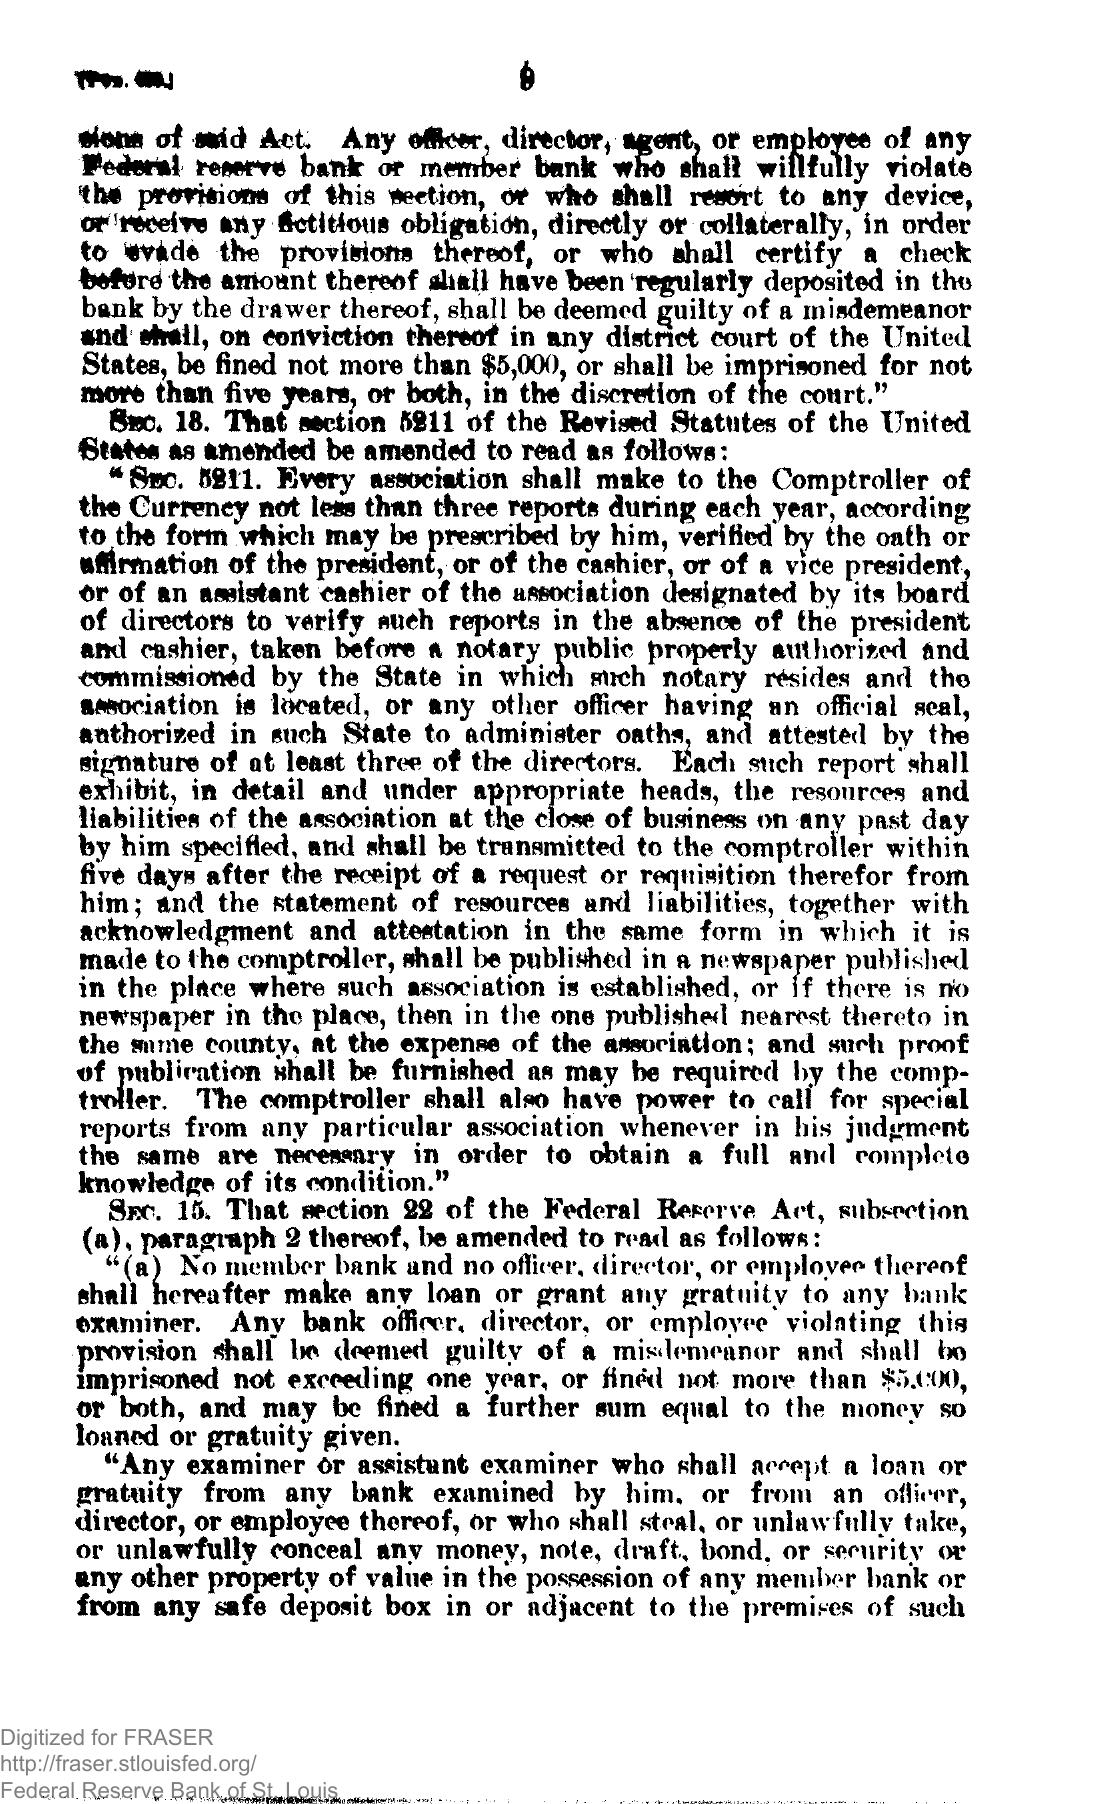 [PUB. 639.]
9
sions of said Act. Any officer, director, agent, or employee of any
Federal reserve bank or member bank who shall willfully violate
the provisions of this section, or who shall resort to any device,
or receive any fictitious obligation, directly or collaterally, in order
to evade the provisions thereof, or who shall certify a check
before the amount thereof shall have been regularly deposited in the
bank by the drawer thereof, shall be deemed guilty of a misdemeanor
and shall, on conviction thereof in any district court of the United
States, be fined not more than $5,000, or shall be imprisoned for not
more than five years, or both, in the discretion of the court."
SEC. 18. That section 5211 of the Revised Statutes of the United
States as amended be amended to read as follows:
"SEC. 5211. Every association shall make to the Comptroller of
the Currency not less than three reports during each year, according
to the form which may be prescribed by him, verified by the oath or
affirmation of the president, or of the cashier, or of a vice president,
or of an assistant cashier of the association designated by its board
of directors to verify such reports in the absence of the president
and cashier, taken before a notary public properly authorized and
commissioned by the State in which such notary resides and the
association is located, or any other officer having an official seal,
authorized in such State to administer oaths, and attested by the
signature of at least three of the directors. Each such report shall
exhibit, in detail and under appropriate heads, the resources and
liabilities of the association at the close of business on any past day
by him specified, and shall be transmitted to the comptroller within
five days after the receipt of a request or requisition therefor from
him; and the statement of resources and liabilities, together with
acknowledgment and attestation in the same form in which it is
made to the comptroller, shall be published in a newspaper published
in the place where such association is established, or if there is no
newspaper in the place, then in the one published nearest thereto in
the same county, at the expense of the association; and such proof
of publication shall be furnished as may be required by the comp-
troller. The comptroller shall also have power to call for special
reports from any particular association whenever in his judgment
the same are necessary in order to obtain a full and complete
knowledge of its condition."
SEC. 15. That section 22 of the Federal Reserve Act, subsection
(a), paragraph 2 thereof, be amended to read as follows:
"(a) No member bank and no officer, director, or employee thereof
shall hereafter make any loan or grant any gratuity to any bank
examiner. Any bank officer, director, or employee violating this
provision shall be deemed guilty of a misdemeanor and shall be
imprisoned not exceeding one year, or fined not more than $5,000,
or both, and may be fined a further sum equal to the money so
loaned or gratuity given.
"Any examiner or assistant examiner who shall accept a loan or
gratuity from any bank examined by him, or from an officer,
director, or employee thereof, or who shall steal, or unlawfully take,
or unlawfully conceal any money, note, draft, bond, or security or
any other property of value in the possession of any member bank or
from any safe deposit box in or adjacent to the premises of such
Digitized for FRASER
http://fraser.stlouisfed.org/
Federal Reserve Bank of St. Louis